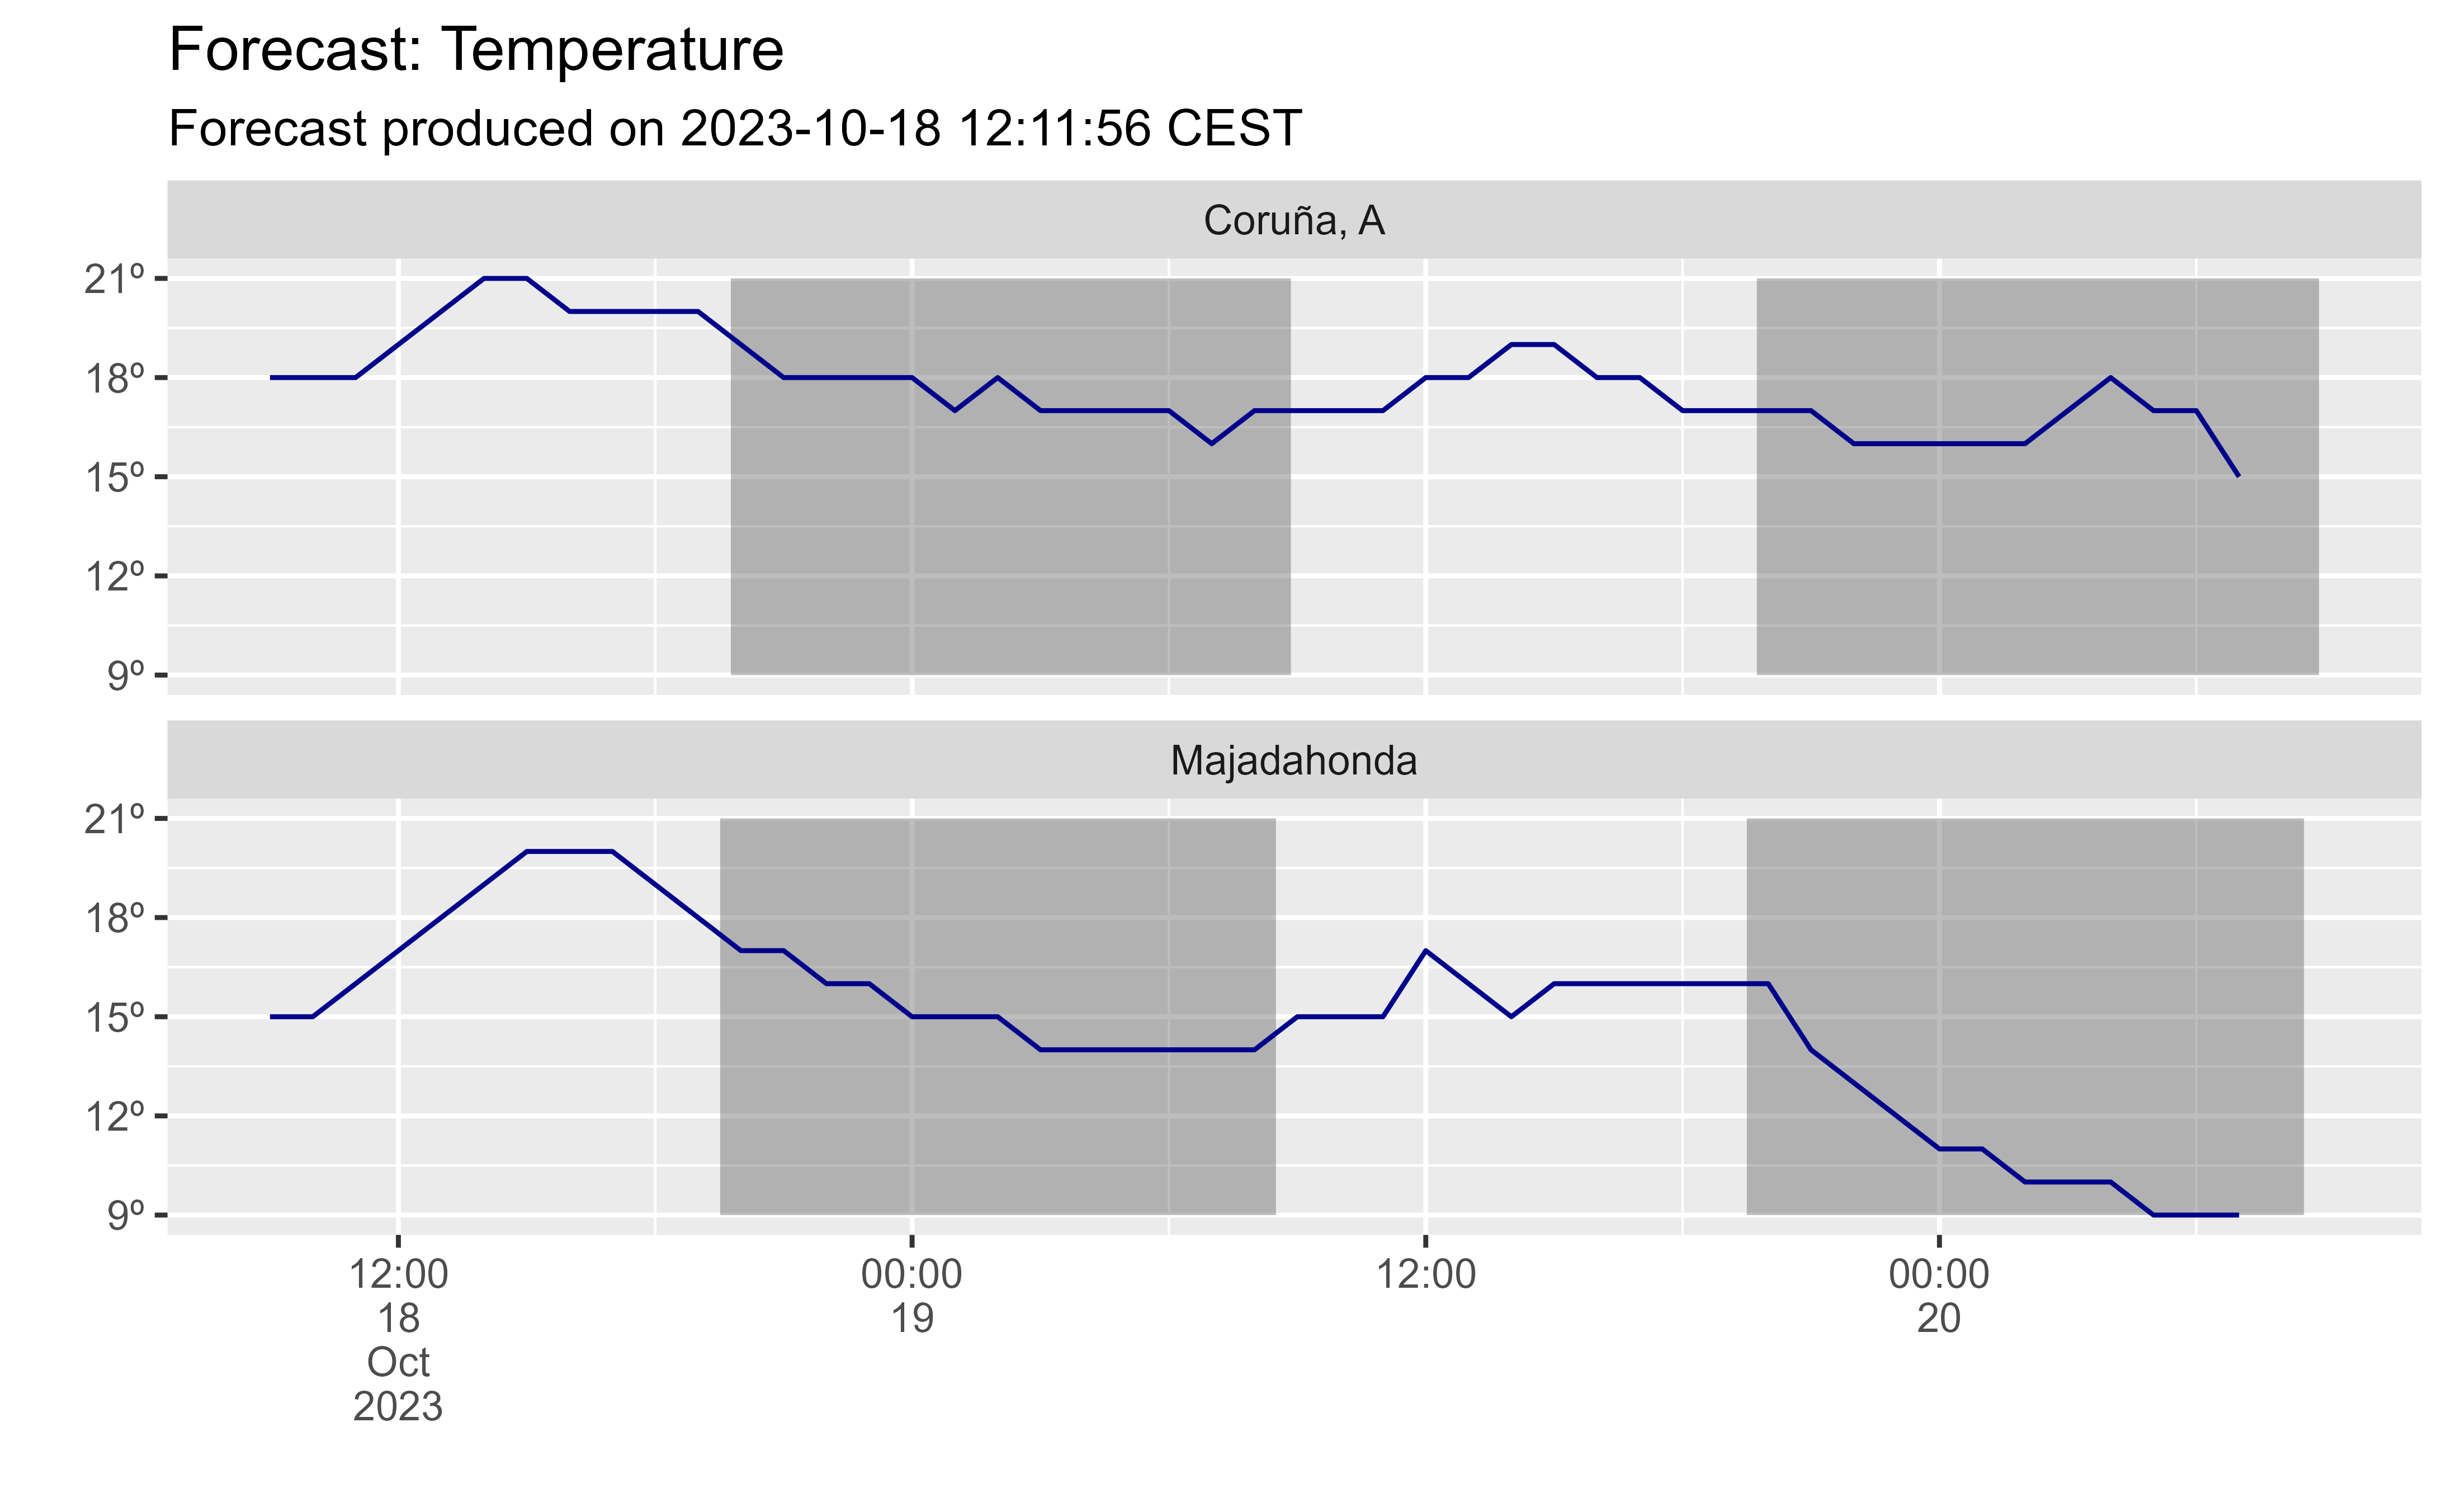 Forecast: Temperature
Forecast produced on 2023-10-18 12:11:56 CEST
Coruña, A
21º
18º
15º
12º
9º
Majadahonda
21º
18º
15º
12º
9º
12:00 00:00 12:00 00:00
18 19 20
Oct
2023